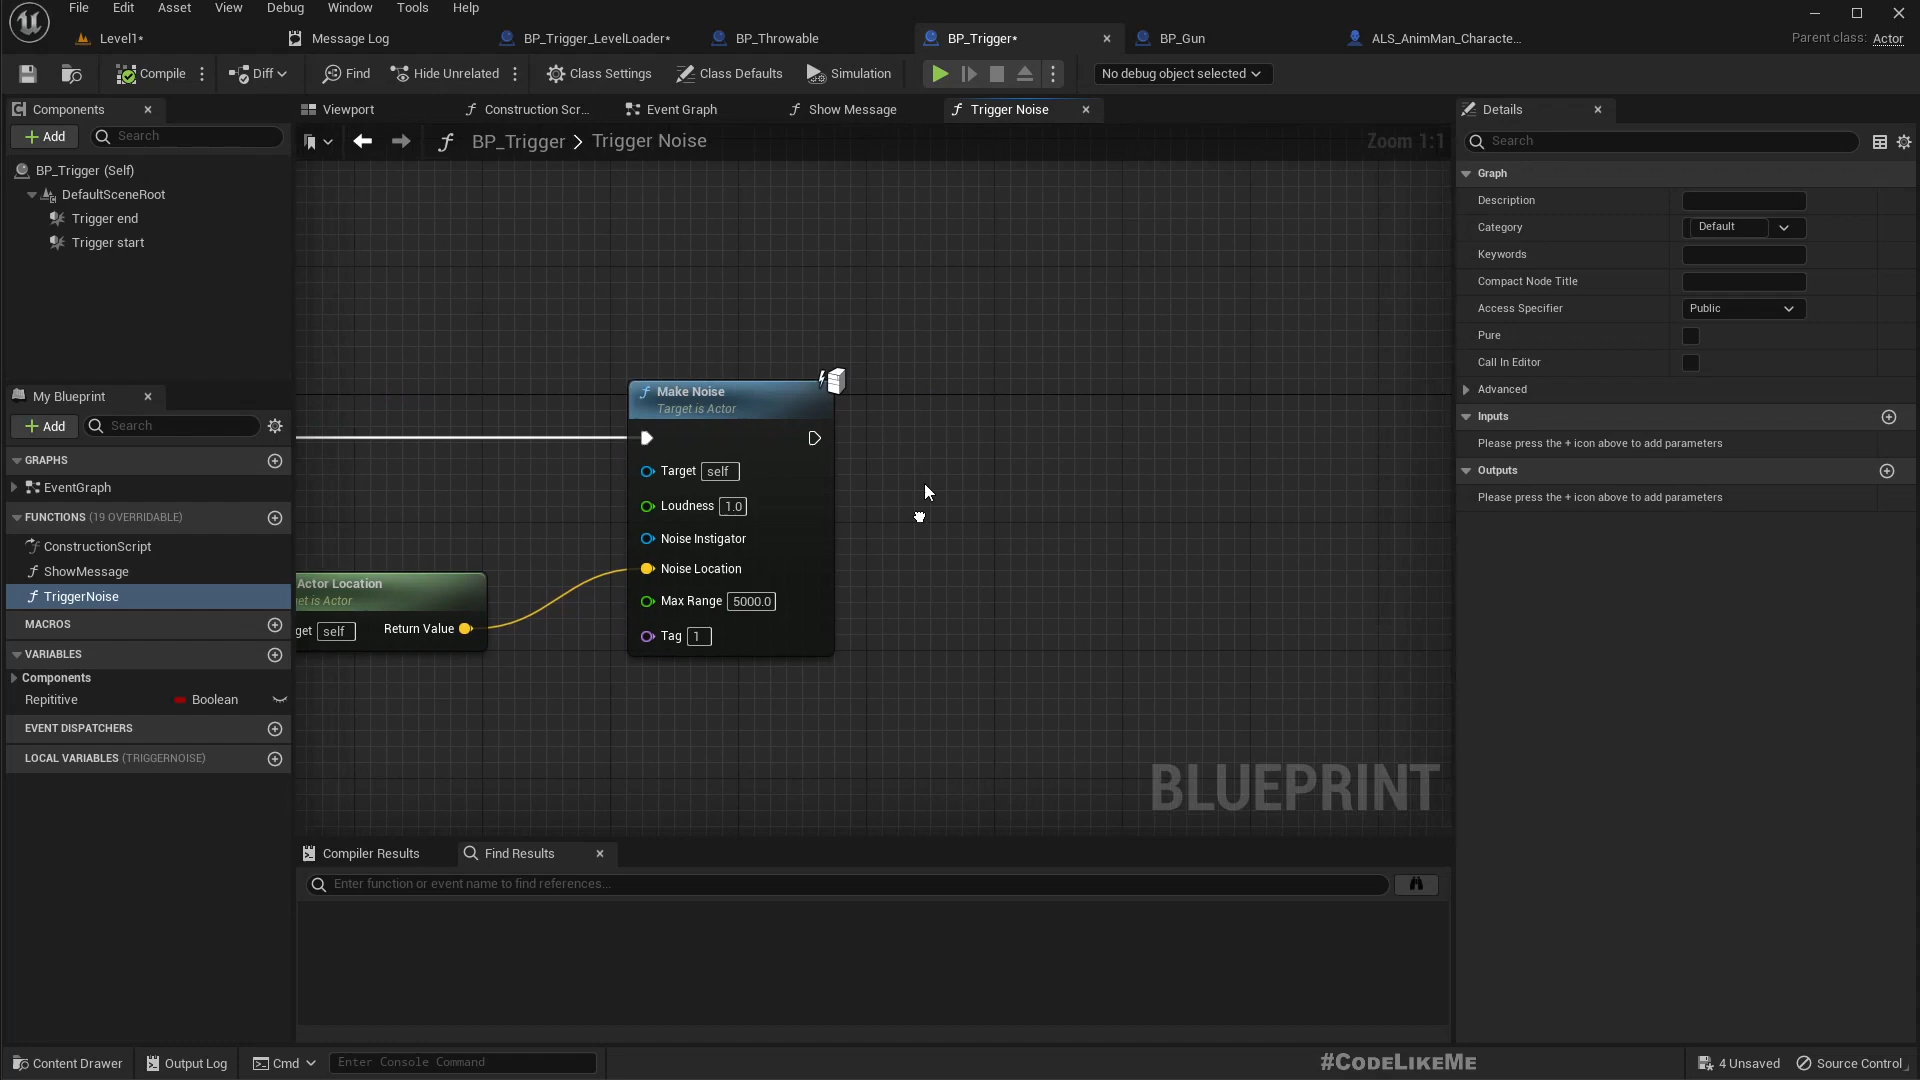 File Edit Asset View Debug Window Tools Help
Level1*
Message Log
BP_Trigger_LevelLoader*
BP_Throwable
BP_Trigger*
BP_Gun
ALS_AnimMan_Characte...
Parent class: Actor
Compile
Diff
Find
Hide Unrelated
Class Settings
Class Defaults
Simulation
No debug object selected
Components
Add
Search
BP_Trigger (Self)
DefaultSceneRoot
Trigger end
Trigger start
Viewport
Construction Scr...
Event Graph
Show Message
Trigger Noise
BP_Trigger > Trigger Noise
Zoom 1:1
Make Noise
Target is Actor
Target self
Loudness 1.0
Noise Instigator
Noise Location
Max Range 5000.0
Tag 1
Actor Location
et is Actor
get self
Return Value
BLUEPRINT
My Blueprint
Add
Search
GRAPHS
EventGraph
FUNCTIONS (19 OVERRIDABLE)
ConstructionScript
ShowMessage
TriggerNoise
MACROS
VARIABLES
Components
Repititive Boolean
EVENT DISPATCHERS
LOCAL VARIABLES (TRIGGERNOISE)
Compiler Results
Find Results
Enter function or event name to find references...
Details
Search
Graph
Description
Category Default
Keywords
Compact Node Title
Access Specifier Public
Pure
Call In Editor
Advanced
Inputs
Please press the + icon above to add parameters
Outputs
Please press the + icon above to add parameters
Content Drawer
Output Log
Cmd
Enter Console Command
#CODELIKEME
4 Unsaved
Source Control